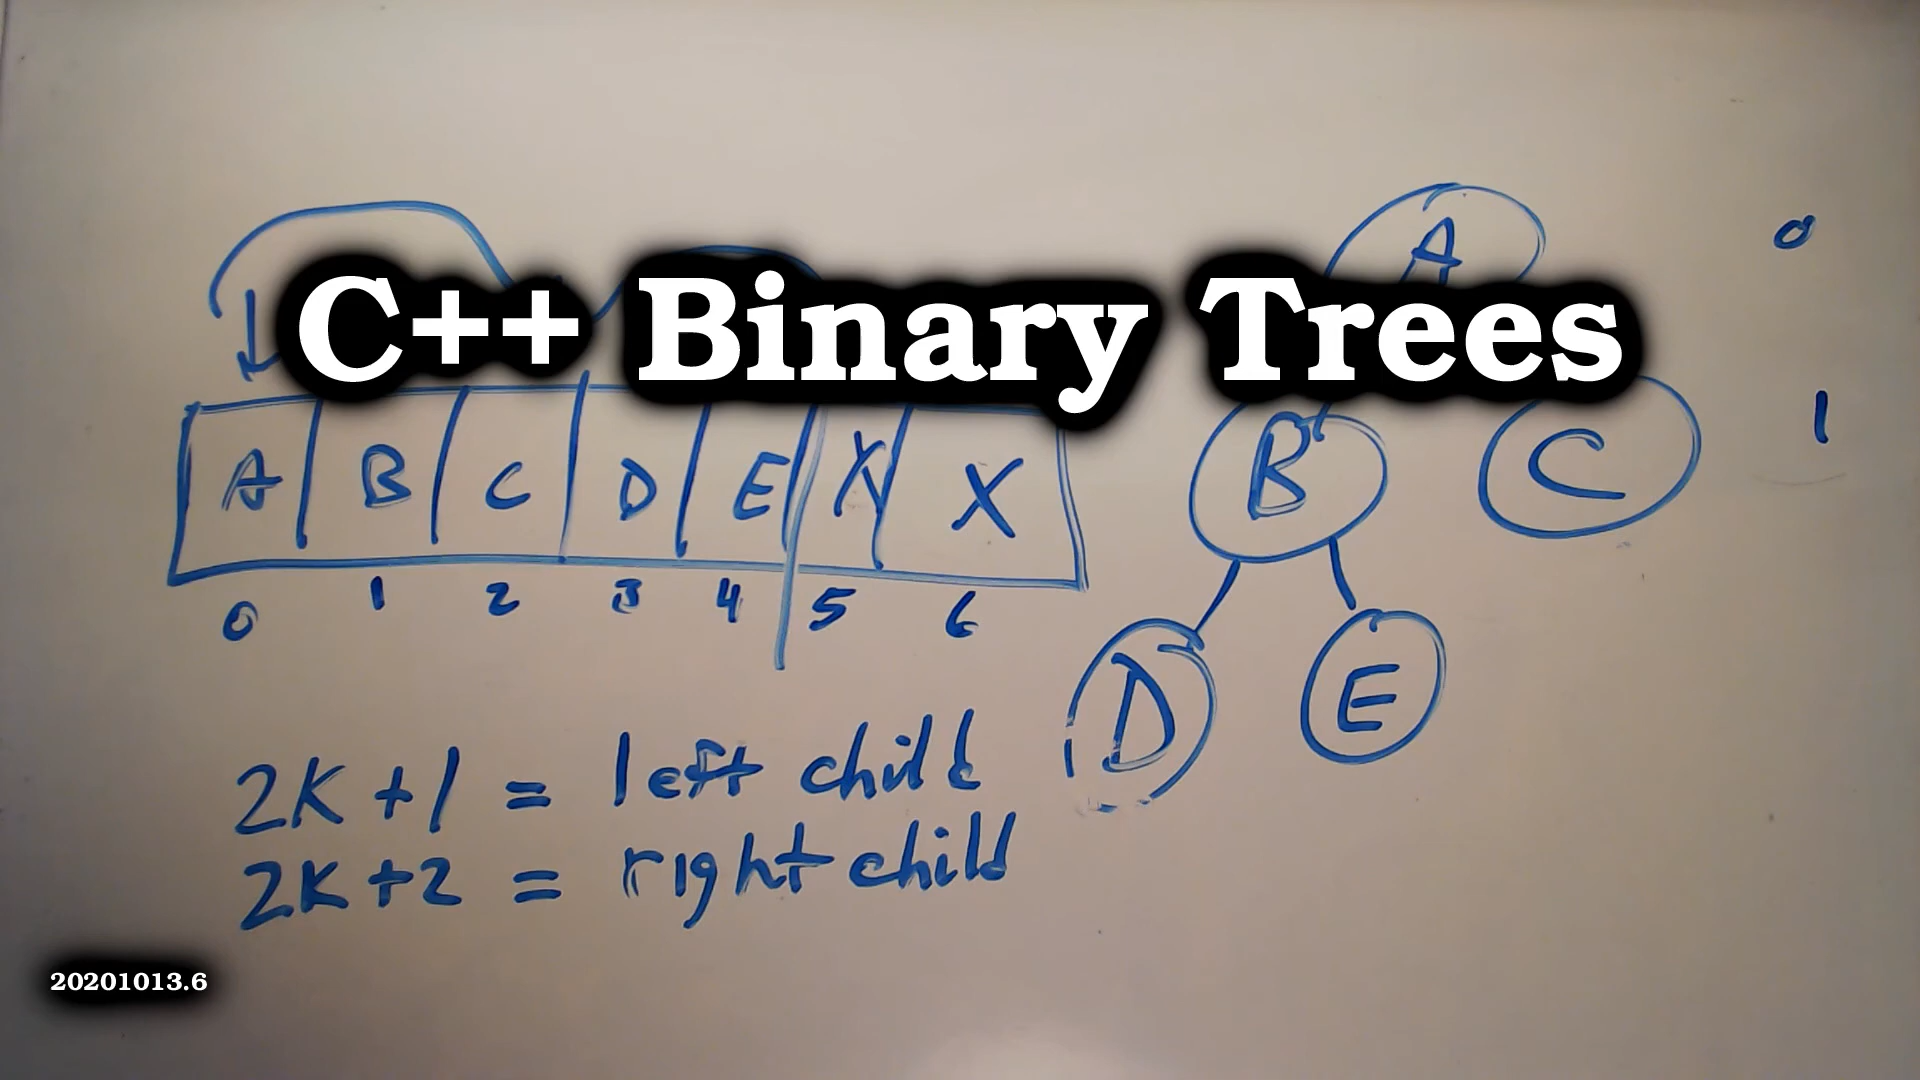 A 0
C++ Binary Trees
A B C D E X X B C 1
0 1 2 3 4 5 6
D E
2K+1 = left child
2K+2 = right child
20201013.6